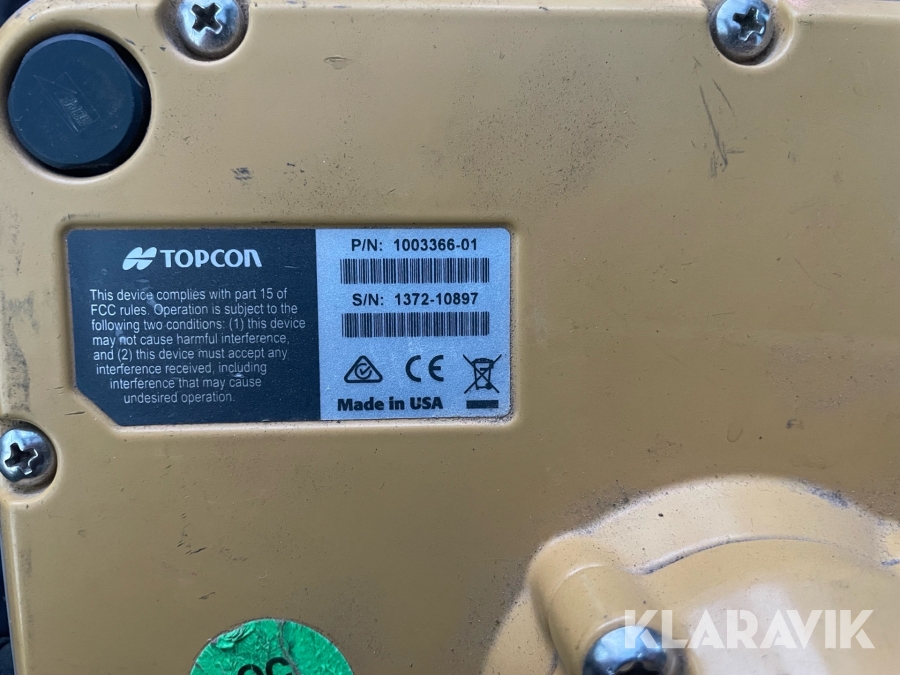 TOPCON
This device complies with part 15 of
FCC rules. Operation is subject to the
following two conditions: (1) this device
may not cause harmful interference,
and (2) this device must accept any
interference received, including
interference that may cause
undesired operation.
P/N: 1003366-01
S/N: 1372-10897
CE
Made in USA
QC
KLARAVIK